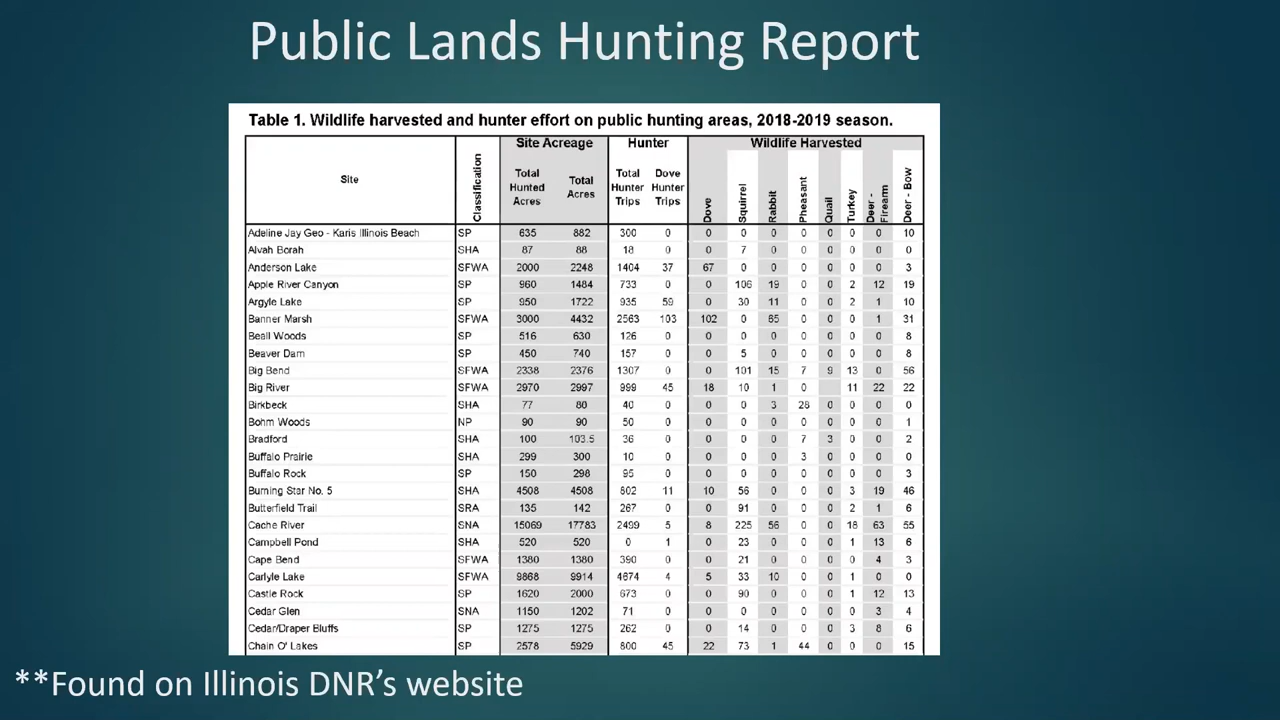 Public Lands Hunting Report
Table 1. Wildlife harvested and hunter effort on public hunting areas, 2018-2019 season.
Site Classification Site Acreage Hunter Wildlife Harvested
Total Hunted Acres Total Acres Total Hunter Trips Dove Hunter Trips Dove Squirrel Rabbit Pheasant Quail Turkey Deer - Firearm Deer - Bow
Adeline Jay Geo - Karis Illinois Beach SP 635 882 300 0 0 0 0 0 0 0 0 10
Alvah Borah SHA 87 88 18 0 0 7 0 0 0 0 0 0
Anderson Lake SFWA 2000 2248 1404 37 67 0 0 0 0 0 0 3
Apple River Canyon SP 960 1484 733 0 0 106 19 0 0 2 12 19
Argyle Lake SP 950 1722 935 59 0 30 11 0 0 2 1 10
Banner Marsh SFWA 3000 4432 2563 103 102 0 65 0 0 0 1 31
Beall Woods SP 516 630 126 0 0 0 0 0 0 0 0 8
Beaver Dam SP 450 740 157 0 0 5 0 0 0 0 0 8
Big Bend SFWA 2338 2376 1307 0 0 101 15 7 9 13 0 56
Big River SFWA 2970 2997 999 45 18 10 1 0 11 22 22
Birkbeck SHA 77 80 40 0 0 0 3 28 0 0 0 0
Bohm Woods NP 90 90 50 0 0 0 0 0 0 0 0 1
Bradford SHA 100 103.5 36 0 0 0 0 7 3 0 0 2
Buffalo Prairie SHA 299 300 10 0 0 0 0 3 0 0 0 0
Buffalo Rock SP 150 298 95 0 0 0 0 0 0 0 0 3
Burning Star No. 5 SHA 4508 4508 802 11 10 56 0 0 0 3 19 46
Butterfield Trail SRA 135 142 267 0 0 91 0 0 0 2 1 6
Cache River SNA 15069 17783 2499 5 8 225 56 0 0 18 63 55
Campbell Pond SHA 520 520 0 1 0 23 0 0 0 1 13 6
Cape Bend SFWA 1380 1380 390 0 0 21 0 0 0 0 4 3
Carlyle Lake SFWA 9868 9914 4674 4 5 33 10 0 0 1 0 0
Castle Rock SP 1620 2000 673 0 0 90 0 0 0 1 12 13
Cedar Glen SNA 1150 1202 71 0 0 0 0 0 0 0 3 4
Cedar/Draper Bluffs SP 1275 1275 262 0 0 14 0 0 0 3 8 6
Chain O' Lakes SP 2578 5929 800 45 22 73 1 44 0 0 0 15
**Found on Illinois DNR’s website